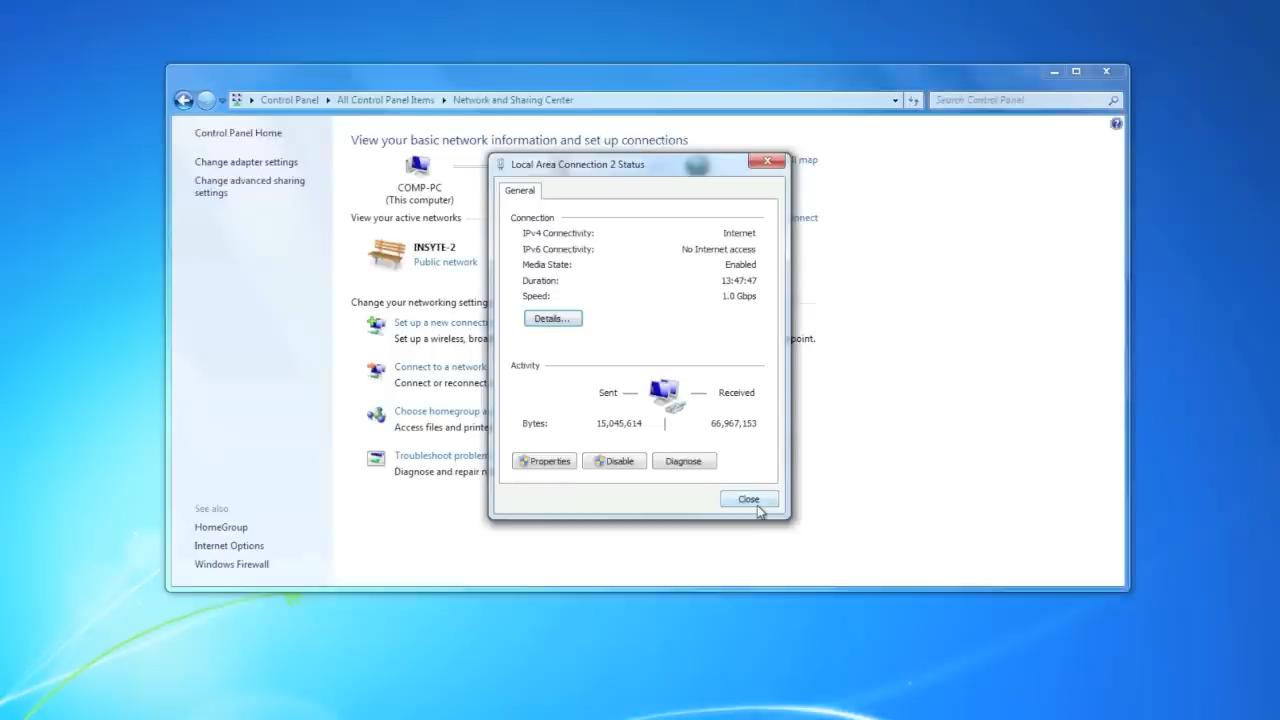 Control Panel
All Control Panel Items
Network and Sharing Center
Search Control Panel
Control Panel Home
Change adapter settings
Change advanced sharing
settings
See also
HomeGroup
Internet Options
Windows Firewall
View your basic network information and set up connections
COMP-PC
(This computer)
map
View your active networks
INSYTE-2
Public network
Change your networking
Set up a new
Set up a wireless,
point.
Connect to a network
Connect or reconnect
Choose homegroup
Access files and
Troubleshoot
Diagnose and repair
Local Area Connection 2 Status
General
Connection
IPv4 Connectivity: Internet
IPv6 Connectivity: No Internet access
Media State: Enabled
Duration: 13:47:47
Speed: 1.0 Gbps
Details...
Activity
Sent Received
Bytes: 15,045,614 66,967,153
Properties Disable Diagnose
Close